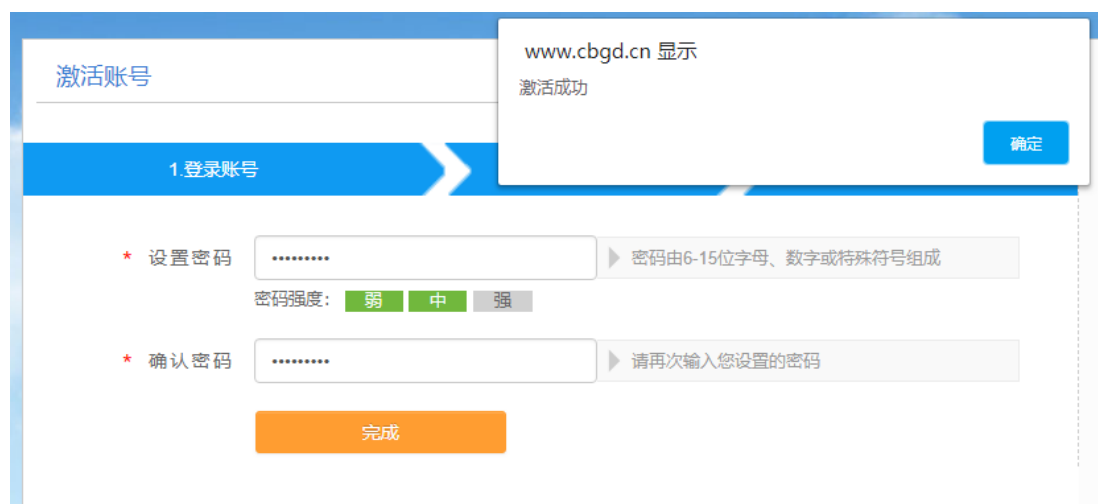 www.cbgd.cn 显示
激活成功
确定
激活账号
1.登录账号
* 设置密码 ••••••••• 密码由6-15位字母、数字或特殊符号组成
密码强度： 弱 中 强
* 确认密码 ••••••••• 请再次输入您设置的密码
完成